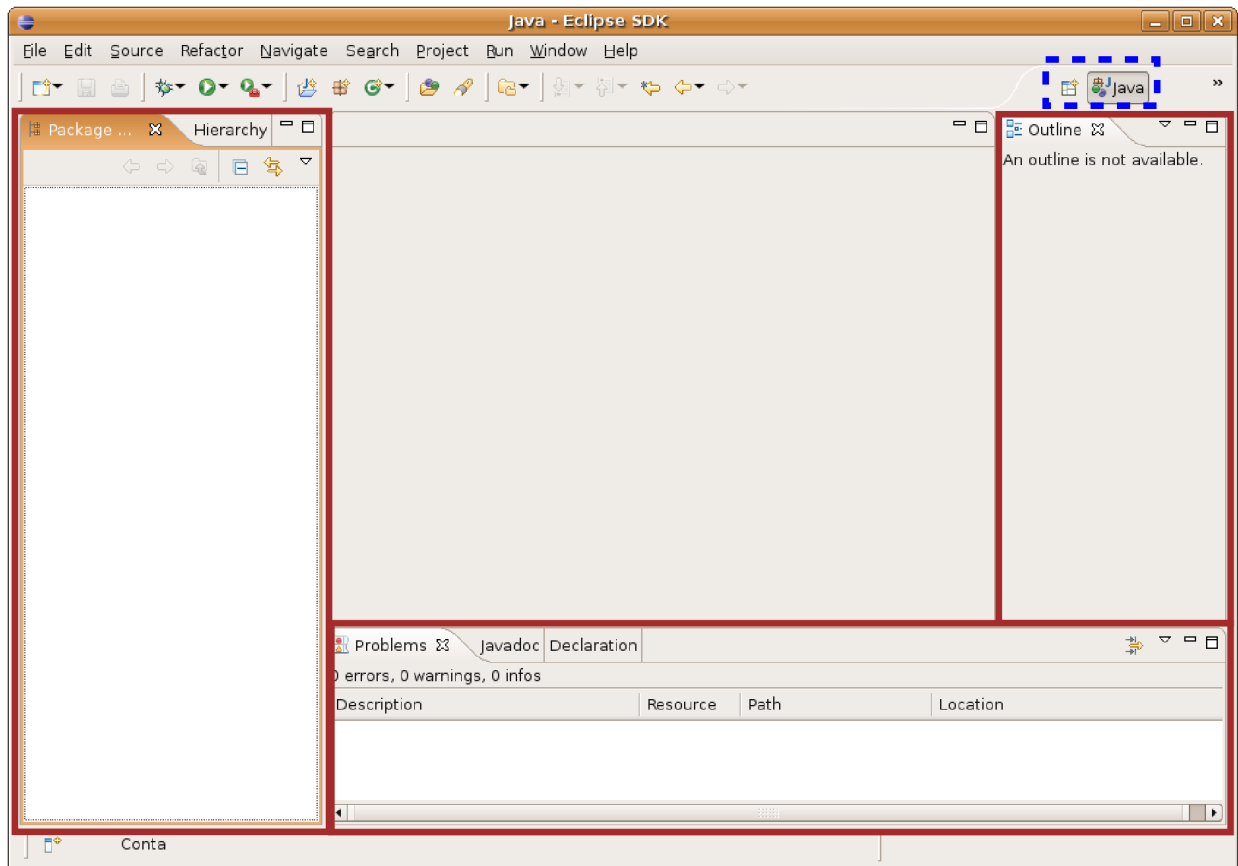 Java - Eclipse SDK
File Edit Source Refactor Navigate Search Project Run Window Help
Java
Package ... Hierarchy
Outline
An outline is not available.
Problems Javadoc Declaration
0 errors, 0 warnings, 0 infos
Description Resource Path Location
Conta